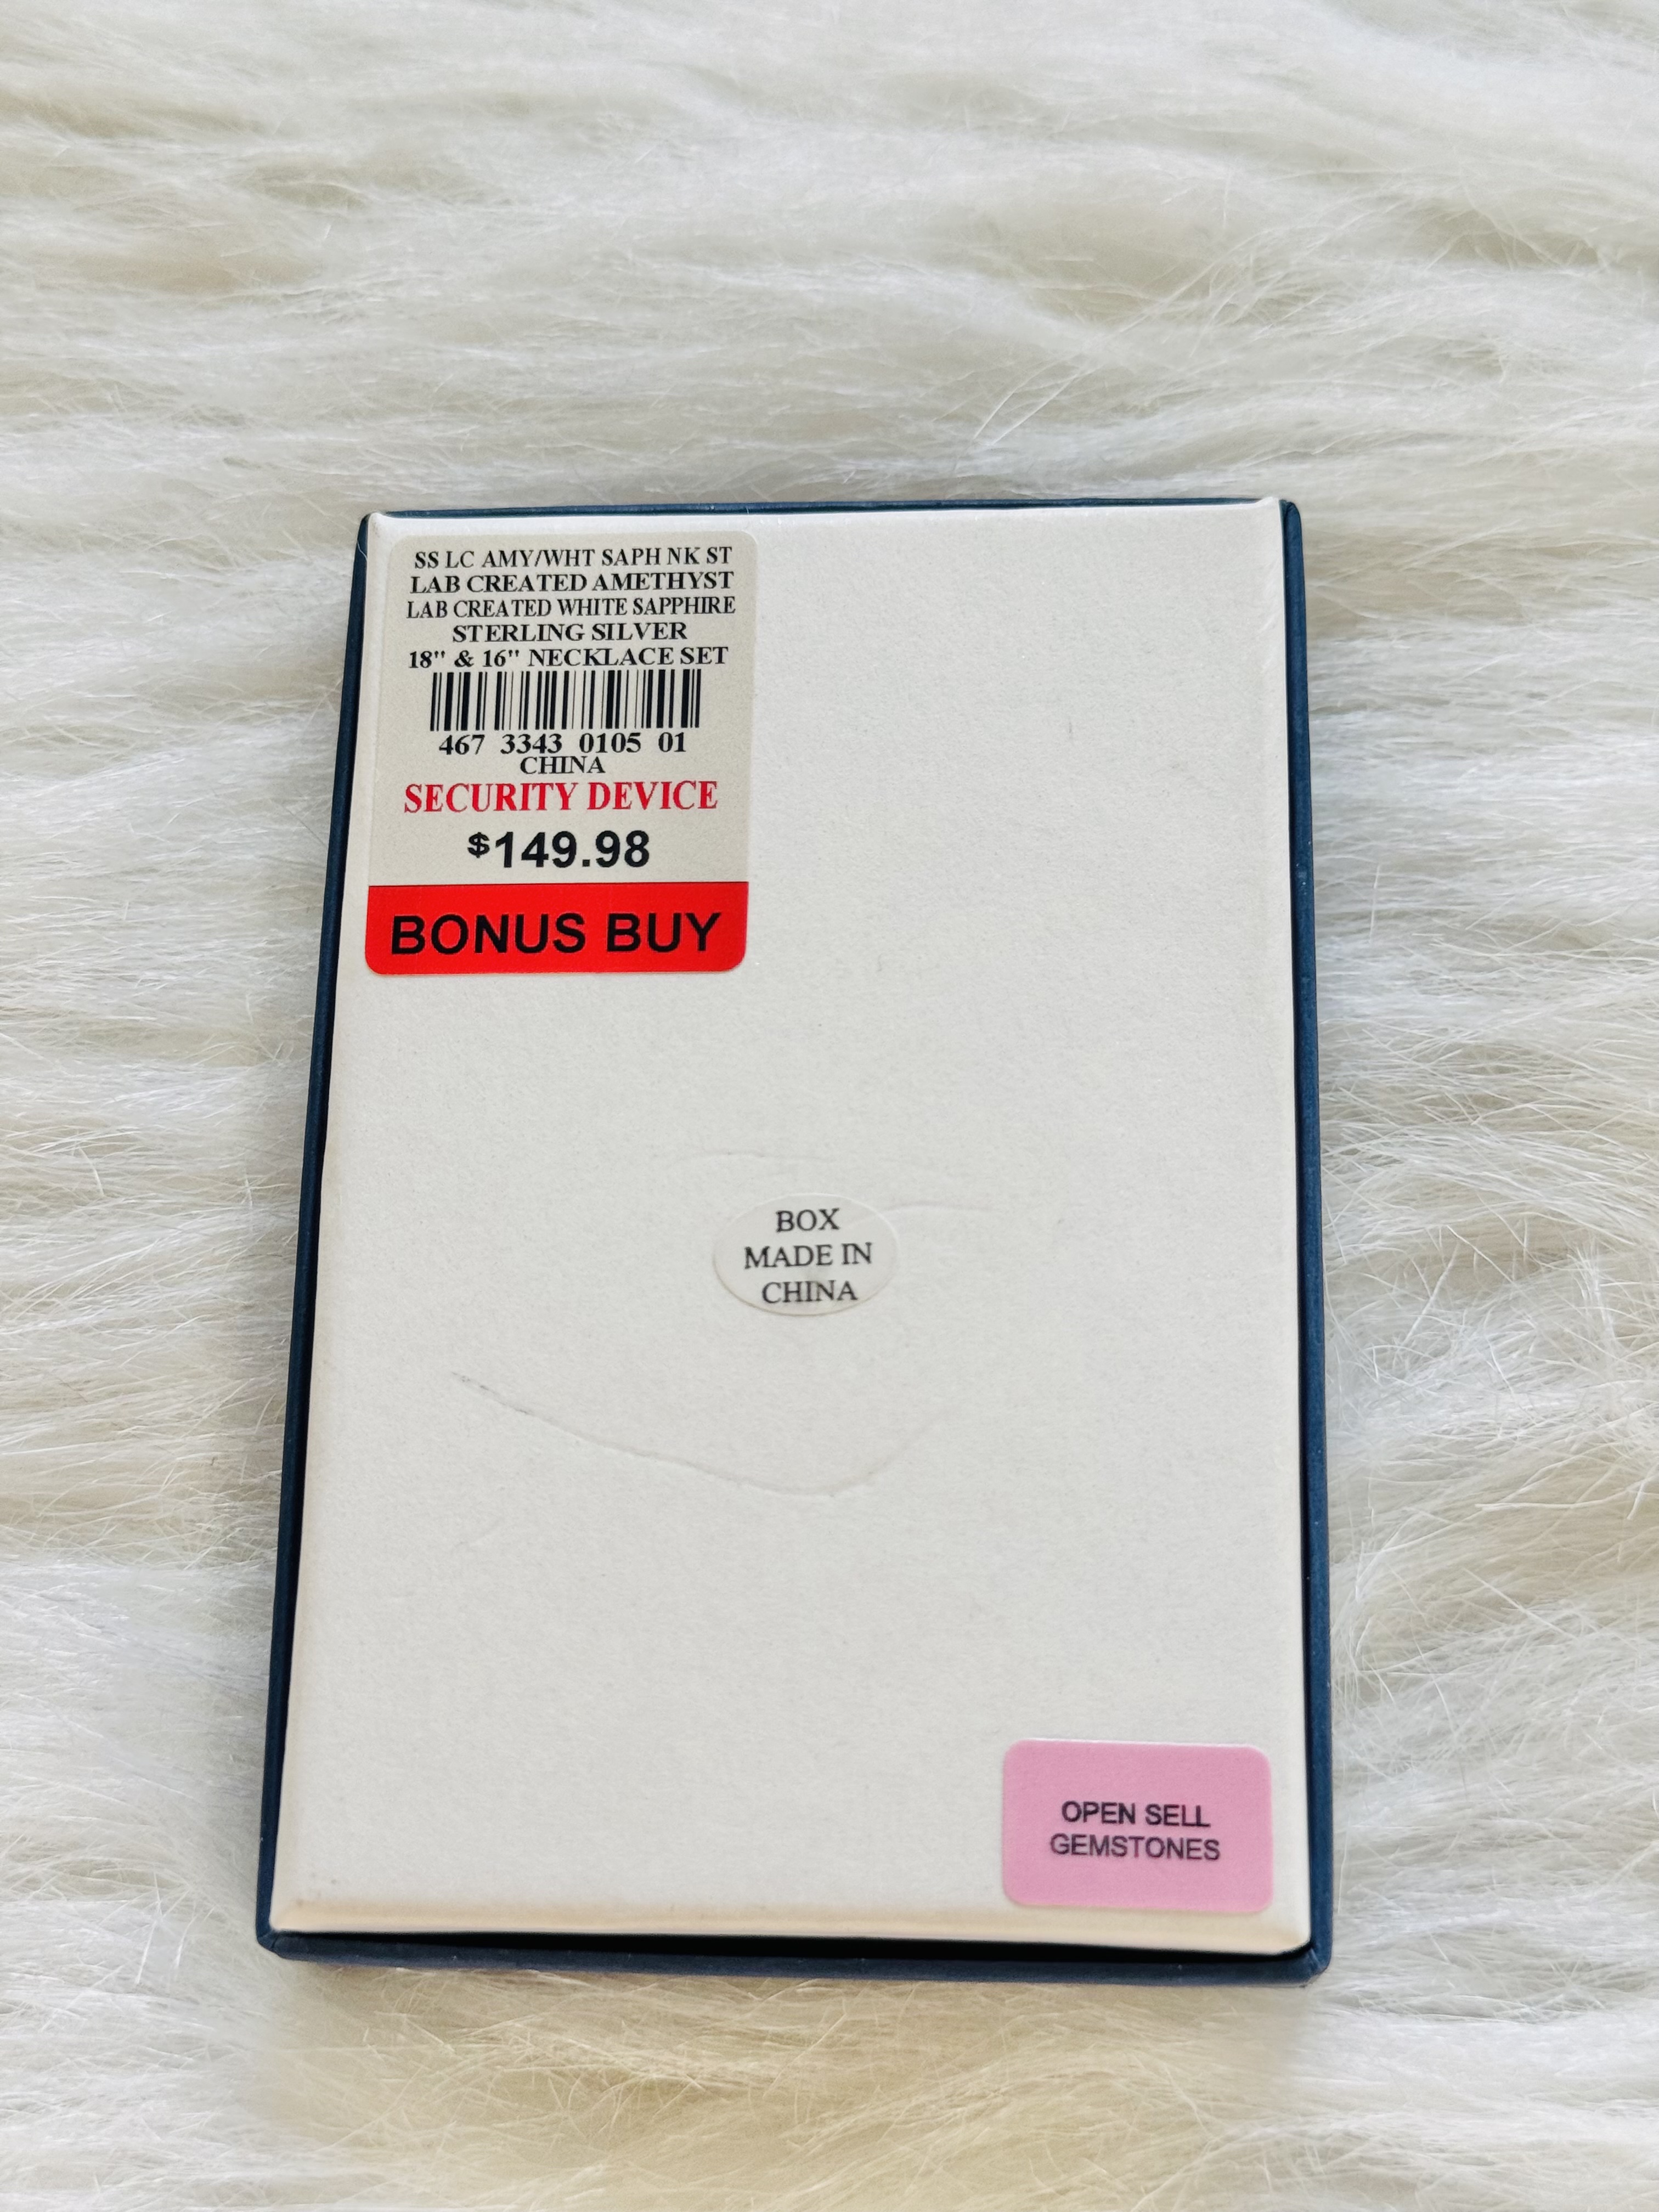 SS LC AMY/WHT SAPH NK ST
LAB CREATED AMETHYST
LAB CREATED WHITE SAPPHIRE
STERLING SILVER
18" & 16" NECKLACE SET
467 3343 0105 01
CHINA
SECURITY DEVICE
$149.98
BONUS BUY
BOX
MADE IN
CHINA
OPEN SELL
GEMSTONES